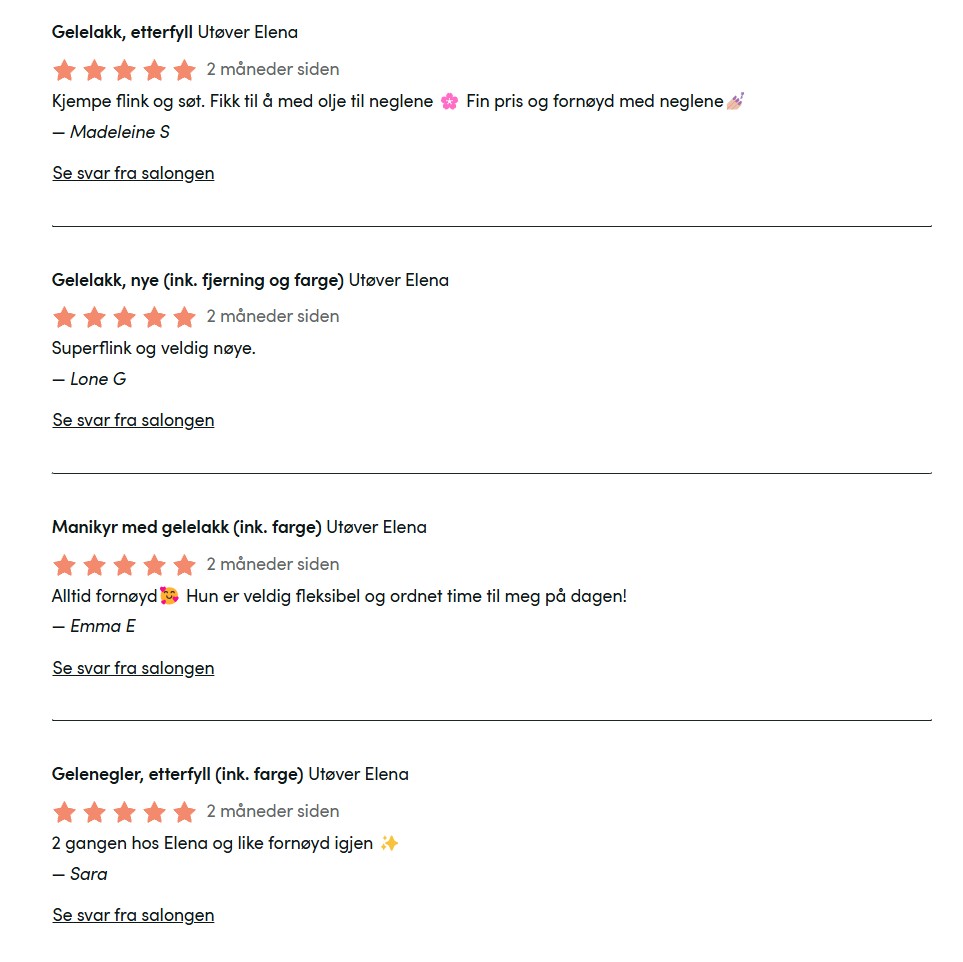 Gelelakk, etterfyll Utøver Elena
2 måneder siden
Kjempe flink og søt. Fikk til å med olje til neglene 🌸 Fin pris og fornøyd med neglene💅🏼
— Madeleine S
Se svar fra salongen
Gelelakk, nye (ink. fjerning og farge) Utøver Elena
2 måneder siden
Superflink og veldig nøye.
— Lone G
Se svar fra salongen
Manikyr med gelelakk (ink. farge) Utøver Elena
2 måneder siden
Alltid fornøyd🥰 Hun er veldig fleksibel og ordnet time til meg på dagen!
— Emma E
Se svar fra salongen
Gelenegler, etterfyll (ink. farge) Utøver Elena
2 måneder siden
2 gangen hos Elena og like fornøyd igjen ✨
— Sara
Se svar fra salongen